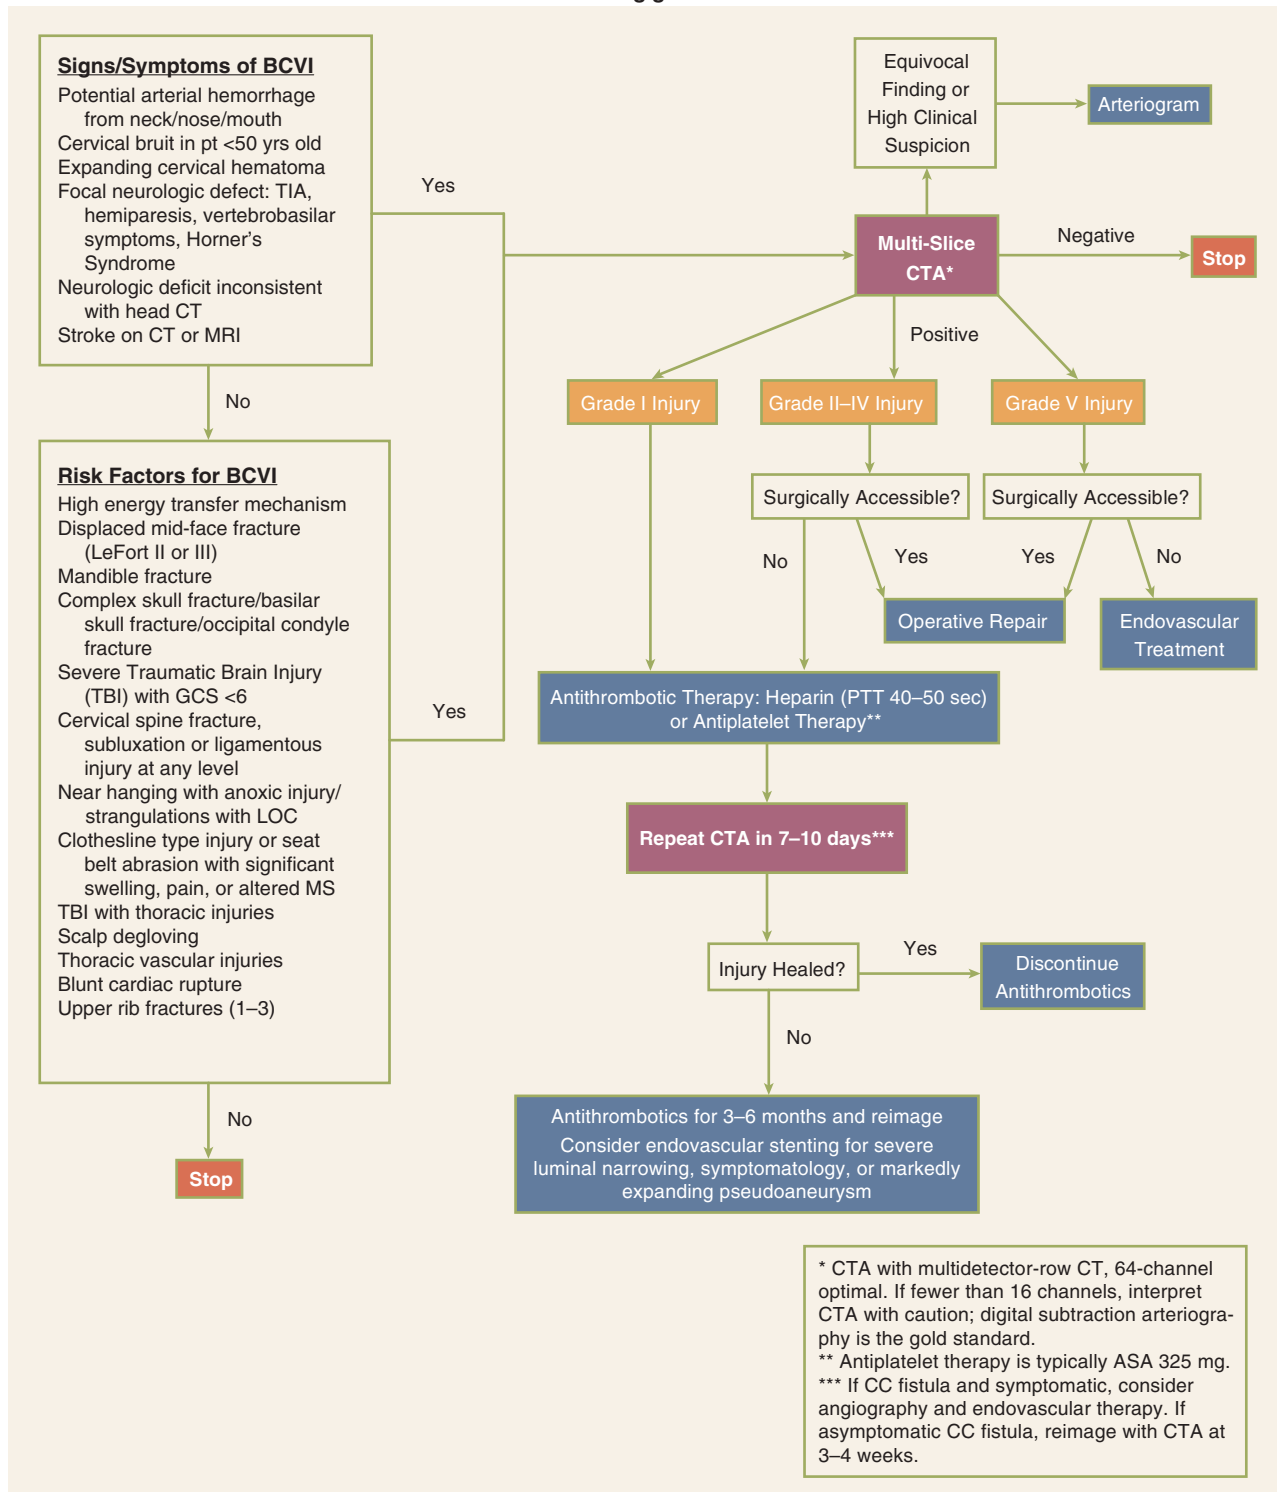 Signs/Symptoms of BCVI
Potential arterial hemorrhage
from neck/nose/mouth
Cervical bruit in pt <50 yrs old
Expanding cervical hematoma
Focal neurologic defect: TIA,
hemiparesis, vertebrobasilar
symptoms, Horner's
Syndrome
Neurologic deficit inconsistent
with head CT
Stroke on CT or MRI
Yes
No
Risk Factors for BCVI
High energy transfer mechanism
Displaced mid-face fracture
(LeFort II or III)
Mandible fracture
Complex skull fracture/basilar
skull fracture/occipital condyle
fracture
Severe Traumatic Brain Injury
(TBI) with GCS <6
Cervical spine fracture,
subluxation or ligamentous
injury at any level
Near hanging with anoxic injury/
strangulations with LOC
Clothesline type injury or seat
belt abrasion with significant
swelling, pain, or altered MS
TBI with thoracic injuries
Scalp degloving
Thoracic vascular injuries
Blunt cardiac rupture
Upper rib fractures (1–3)
Yes
No
Stop
Equivocal
Finding or
High Clinical
Suspicion
Arteriogram
Multi-Slice
CTA*
Negative
Stop
Positive
Grade I Injury
Grade II–IV Injury
Grade V Injury
Surgically Accessible?
Surgically Accessible?
No
Yes
Yes
No
Operative Repair
Endovascular
Treatment
Antithrombotic Therapy: Heparin (PTT 40–50 sec)
or Antiplatelet Therapy**
Repeat CTA in 7–10 days***
Injury Healed?
Yes
Discontinue
Antithrombotics
No
Antithrombotics for 3–6 months and reimage
Consider endovascular stenting for severe
luminal narrowing, symptomatology, or markedly
expanding pseudoaneurysm
* CTA with multidetector-row CT, 64-channel
optimal. If fewer than 16 channels, interpret
CTA with caution; digital subtraction arteriogra-
phy is the gold standard.
** Antiplatelet therapy is typically ASA 325 mg.
*** If CC fistula and symptomatic, consider
angiography and endovascular therapy. If
asymptomatic CC fistula, reimage with CTA at
3–4 weeks.